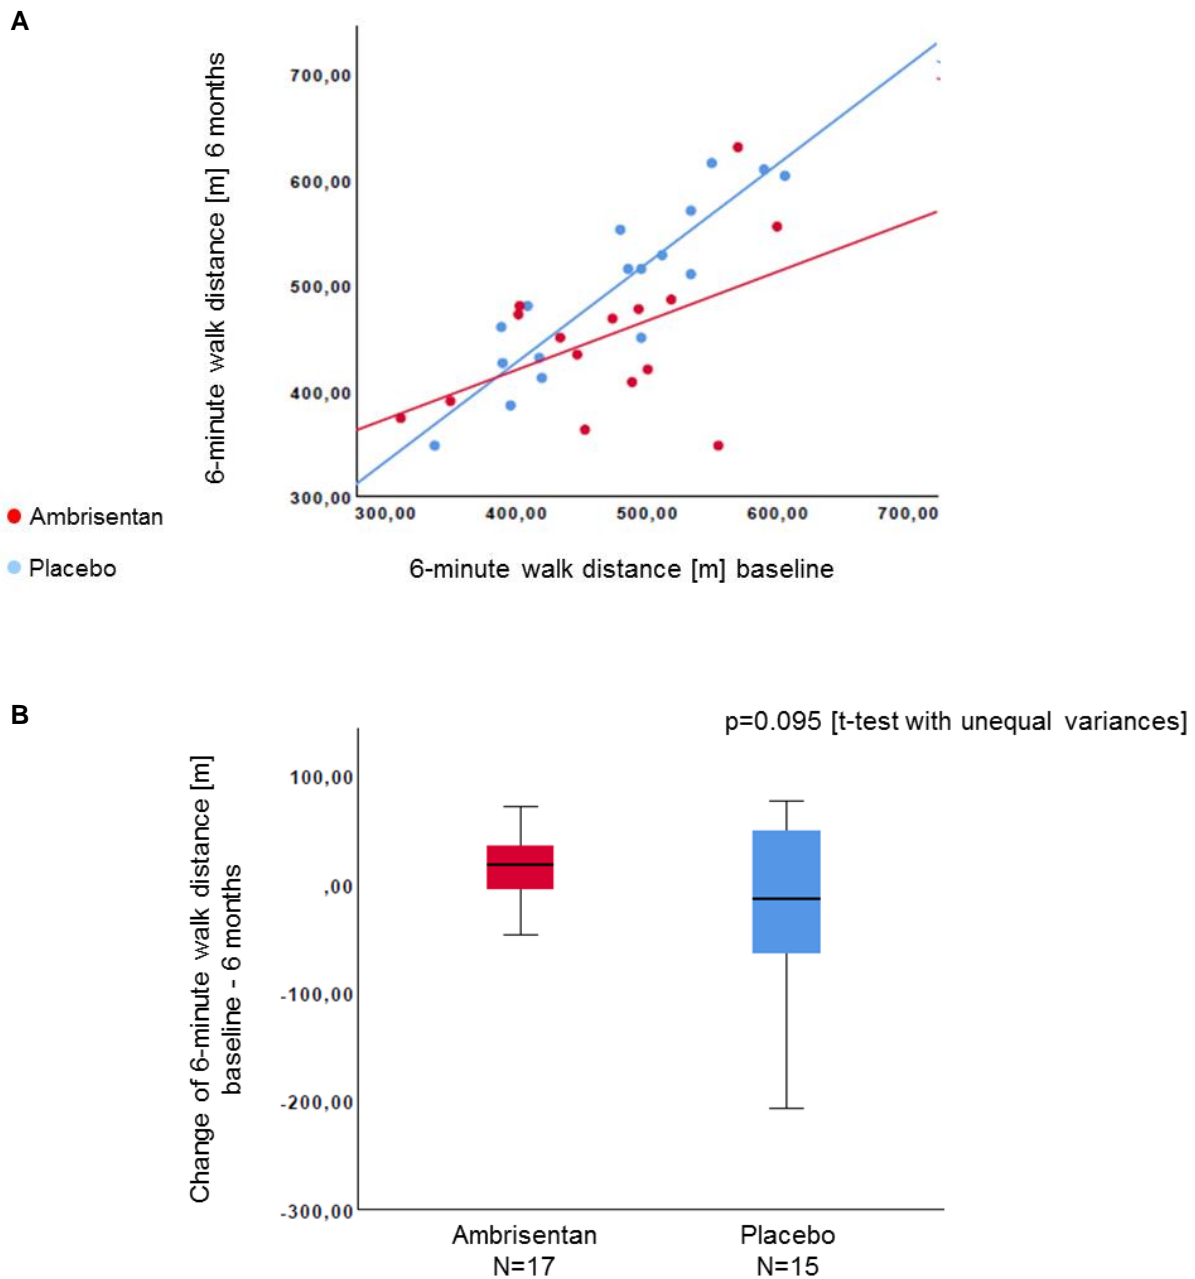 A
6-minute walk distance [m] 6 months
700,00
600,00
500,00
400,00
300,00
300,00 400,00 500,00 600,00 700,00
6-minute walk distance [m] baseline
Ambrisentan
Placebo
B
p=0.095 [t-test with unequal variances]
Change of 6-minute walk distance [m]
baseline - 6 months
100,00
,00
-100,00
-200,00
-300,00
Ambrisentan Placebo
N=17 N=15